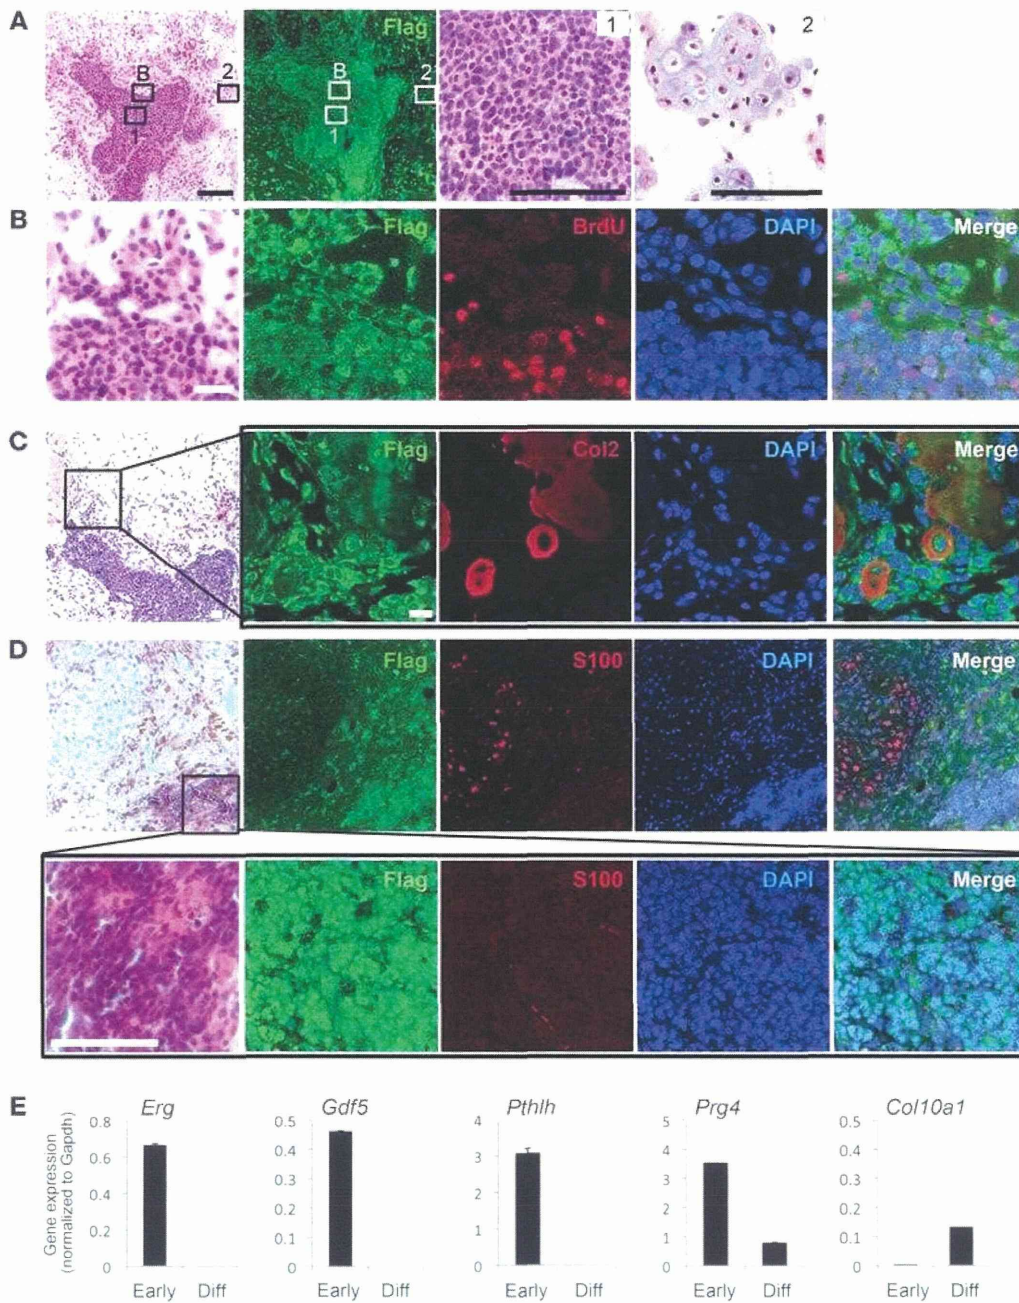 A
Flag
B
2
1
B
2
1
1
2
B
Flag
BrdU
DAPI
Merge
C
Flag
Col2
DAPI
Merge
D
Flag
S100
DAPI
Merge
Flag
S100
DAPI
Merge
E
Erg
Gdf5
Pthlh
Prg4
Col10a1
Gene expression
(normalized to Gapdh)
0.8
0.6
0.4
0.2
0
Early Diff
0.5
0.4
0.3
0.2
0.1
0
Early Diff
4
3
2
1
0
Early Diff
5
4
3
2
1
0
Early Diff
0.5
0.4
0.3
0.2
0.1
0
Early Diff